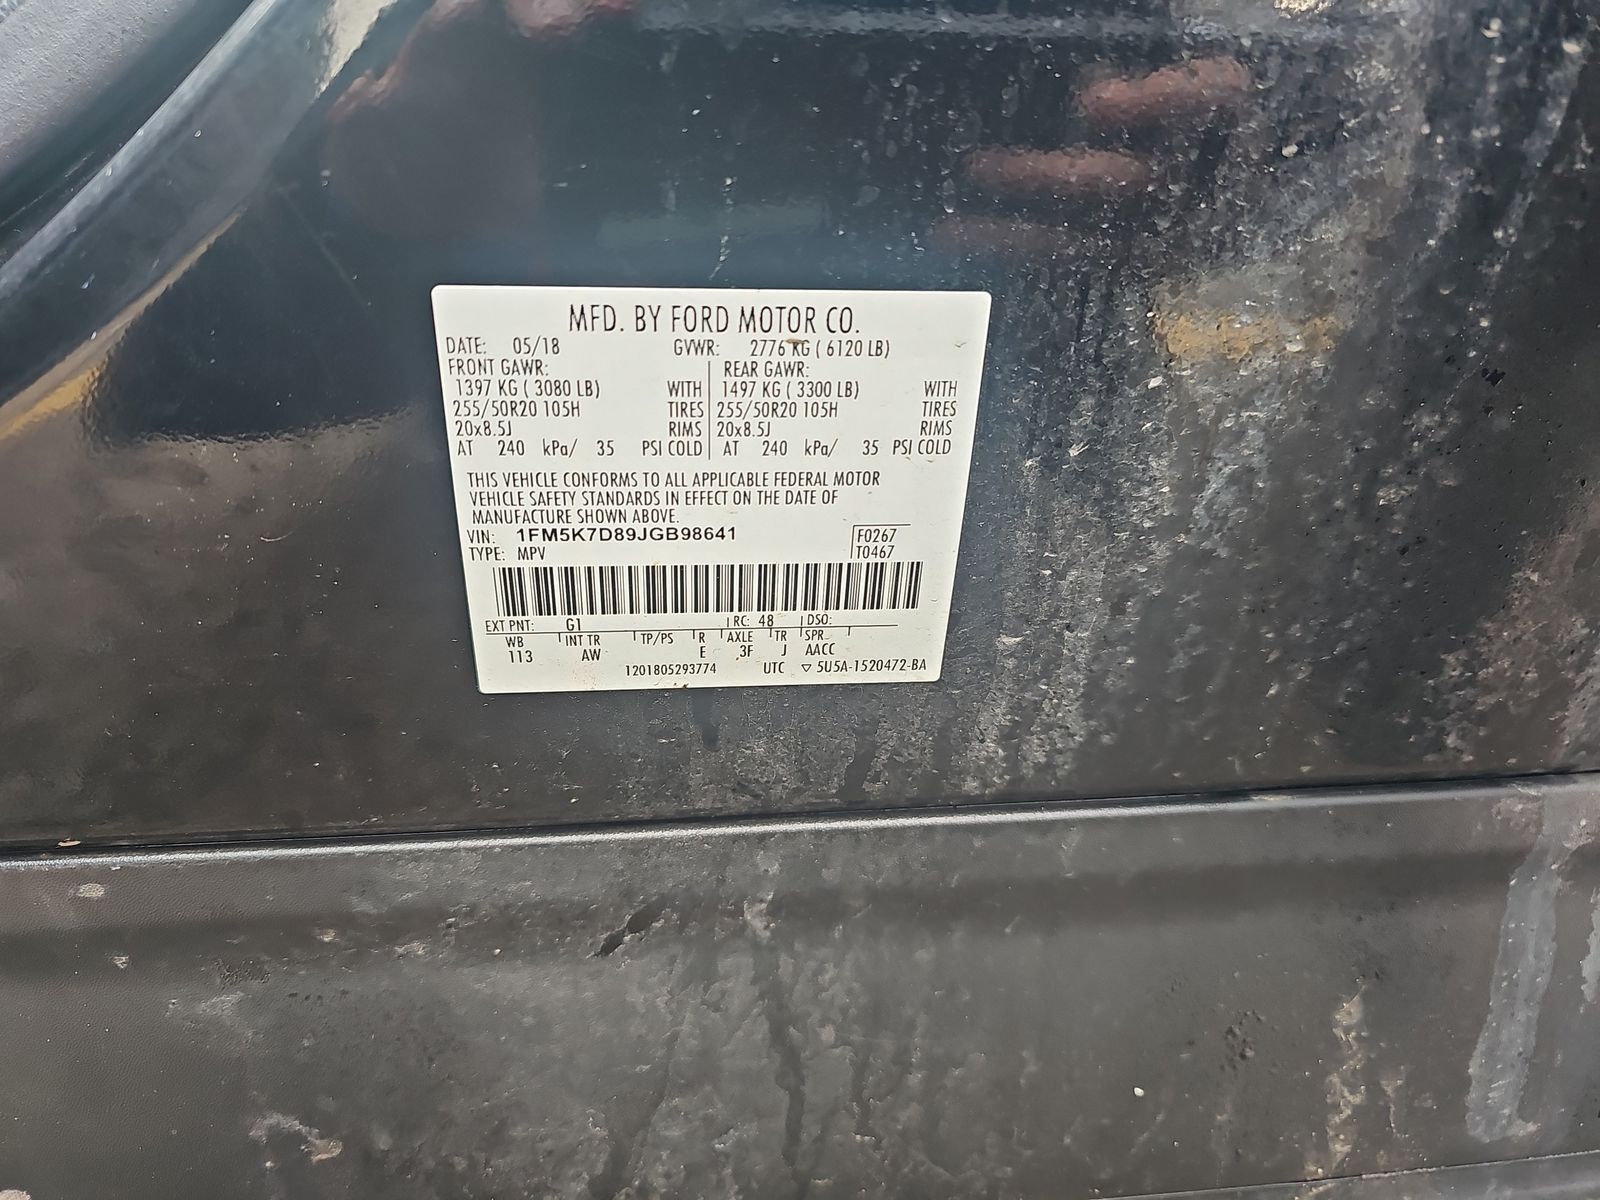 MFD. BY FORD MOTOR CO.
DATE: 05/18 GVWR: 2776 KG ( 6120 LB)
FRONT GAWR: REAR GAWR:
1397 KG ( 3080 LB) WITH 1497 KG ( 3300 LB) WITH
255/50R20 105H TIRES 255/50R20 105H TIRES
20x8.5J RIMS 20x8.5J RIMS
AT 240 kPa/ 35 PSI COLD AT 240 kPa/ 35 PSI COLD
THIS VEHICLE CONFORMS TO ALL APPLICABLE FEDERAL MOTOR
VEHICLE SAFETY STANDARDS IN EFFECT ON THE DATE OF
MANUFACTURE SHOWN ABOVE.
VIN: 1FM5K7D89JGB98641 F0267
TYPE: MPV T0467
EXT PNT: G1 RC: 48 DSO:
WB INT TR TP/PS R AXLE TR SPR
113 AW E 3F J AACC
1201805293774 UTC ▽ 5U5A-1520472-BA